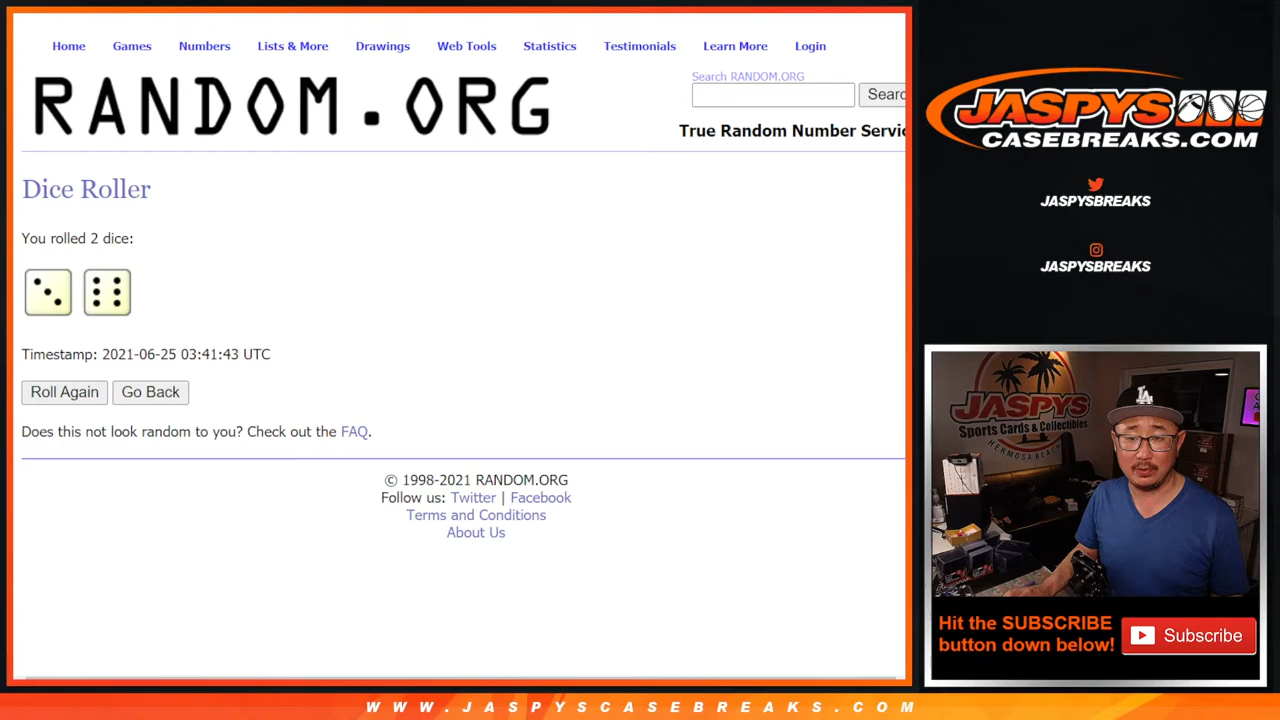 Home Games Numbers Lists & More Drawings Web Tools Statistics Testimonials Learn More Login
RANDOM.ORG
Search RANDOM.ORG
Searc
True Random Number Servic
Dice Roller
You rolled 2 dice:
Timestamp: 2021-06-25 03:41:43 UTC
Roll Again Go Back
Does this not look random to you? Check out the FAQ.
© 1998-2021 RANDOM.ORG
Follow us: Twitter | Facebook
Terms and Conditions
About Us
JASPYS
CASEBREAKS.COM
JASPYSBREAKS
JASPYSBREAKS
JASPYS
Sports Cards & Collectibles
HERMOSA BEACH
LA
Hit the SUBSCRIBE
button down below!
Subscribe
WWW.JASPYSCASEBREAKS.COM